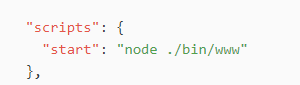 "scripts": {
"start": "node ./bin/www"
},